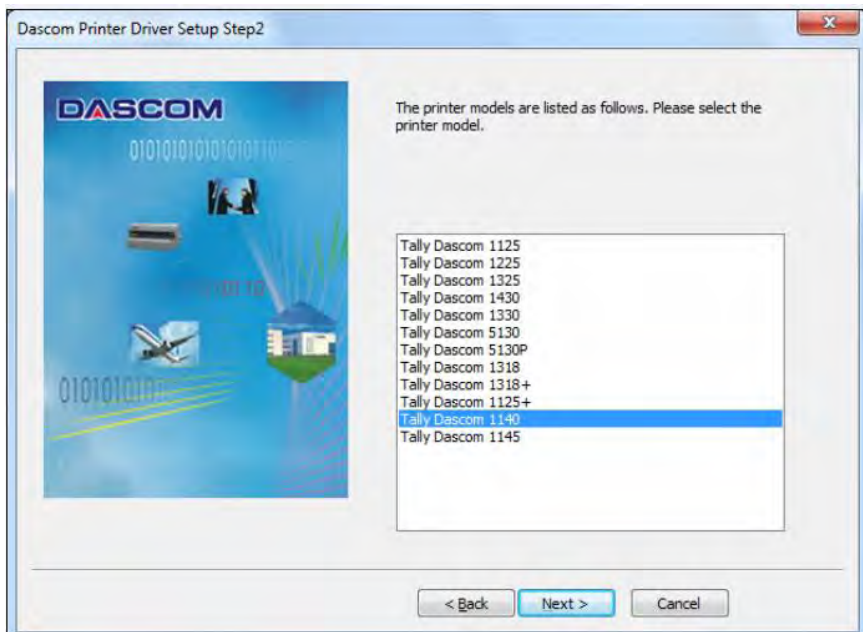 Dascom Printer Driver Setup Step2
DASCOM
The printer models are listed as follows. Please select the
printer model.
Tally Dascom 1125
Tally Dascom 1225
Tally Dascom 1325
Tally Dascom 1430
Tally Dascom 1330
Tally Dascom 5130
Tally Dascom 5130P
Tally Dascom 1318
Tally Dascom 1318+
Tally Dascom 1125+
Tally Dascom 1140
Tally Dascom 1145
< Back
Next >
Cancel